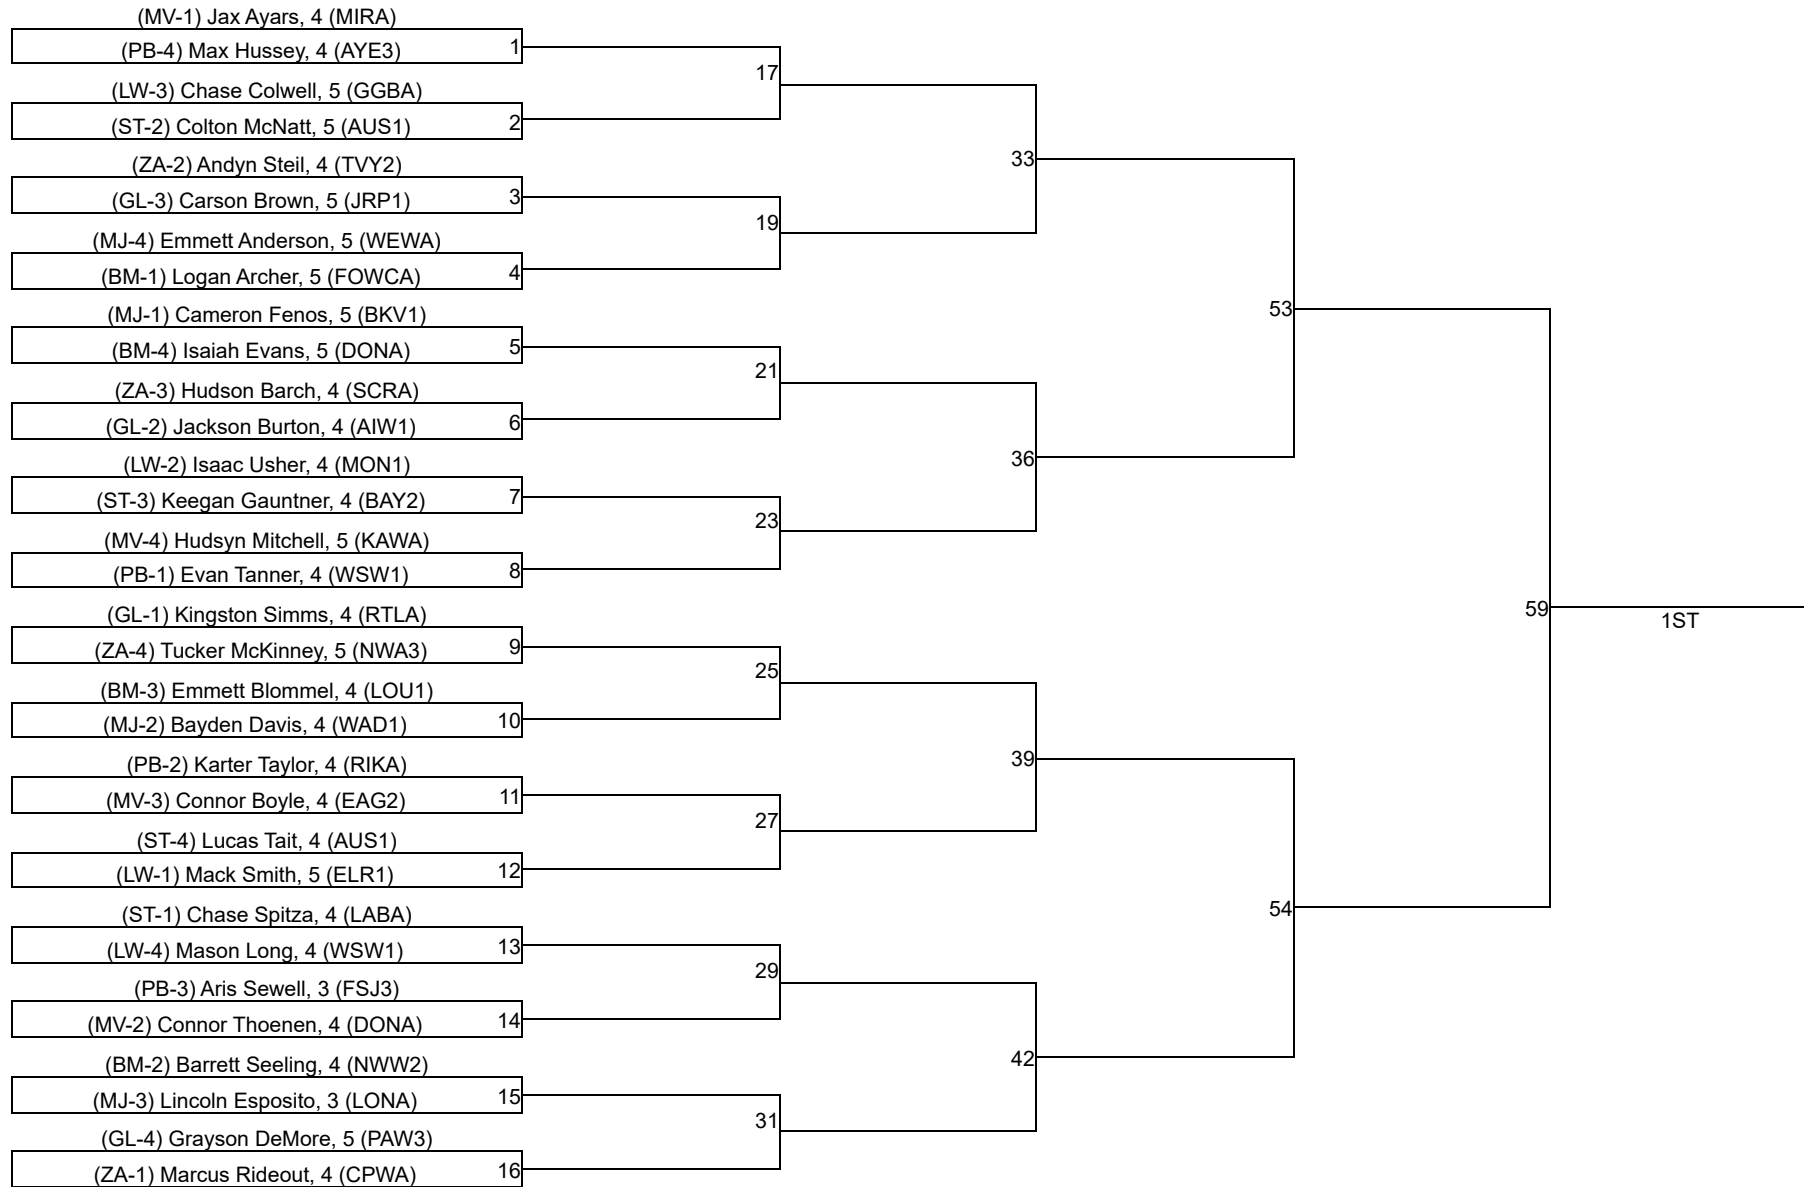 (MV-1) Jax Ayars, 4 (MIRA)
(PB-4) Max Hussey, 4 (AYE3)
1
17
(LW-3) Chase Colwell, 5 (GGBA)
(ST-2) Colton McNatt, 5 (AUS1)
2
33
(ZA-2) Andyn Steil, 4 (TVY2)
(GL-3) Carson Brown, 5 (JRP1)
3
19
(MJ-4) Emmett Anderson, 5 (WEWA)
(BM-1) Logan Archer, 5 (FOWCA)
4
53
(MJ-1) Cameron Fenos, 5 (BKV1)
(BM-4) Isaiah Evans, 5 (DONA)
5
21
(ZA-3) Hudson Barch, 4 (SCRA)
(GL-2) Jackson Burton, 4 (AIW1)
6
36
(LW-2) Isaac Usher, 4 (MON1)
(ST-3) Keegan Gauntner, 4 (BAY2)
7
23
(MV-4) Hudsyn Mitchell, 5 (KAWA)
(PB-1) Evan Tanner, 4 (WSW1)
8
59
1ST
(GL-1) Kingston Simms, 4 (RTLA)
(ZA-4) Tucker McKinney, 5 (NWA3)
9
25
(BM-3) Emmett Blommel, 4 (LOU1)
(MJ-2) Bayden Davis, 4 (WAD1)
10
39
(PB-2) Karter Taylor, 4 (RIKA)
(MV-3) Connor Boyle, 4 (EAG2)
11
27
(ST-4) Lucas Tait, 4 (AUS1)
(LW-1) Mack Smith, 5 (ELR1)
12
54
(ST-1) Chase Spitza, 4 (LABA)
(LW-4) Mason Long, 4 (WSW1)
13
29
(PB-3) Aris Sewell, 3 (FSJ3)
(MV-2) Connor Thoenen, 4 (DONA)
14
42
(BM-2) Barrett Seeling, 4 (NWW2)
(MJ-3) Lincoln Esposito, 3 (LONA)
15
31
(GL-4) Grayson DeMore, 5 (PAW3)
(ZA-1) Marcus Rideout, 4 (CPWA)
16